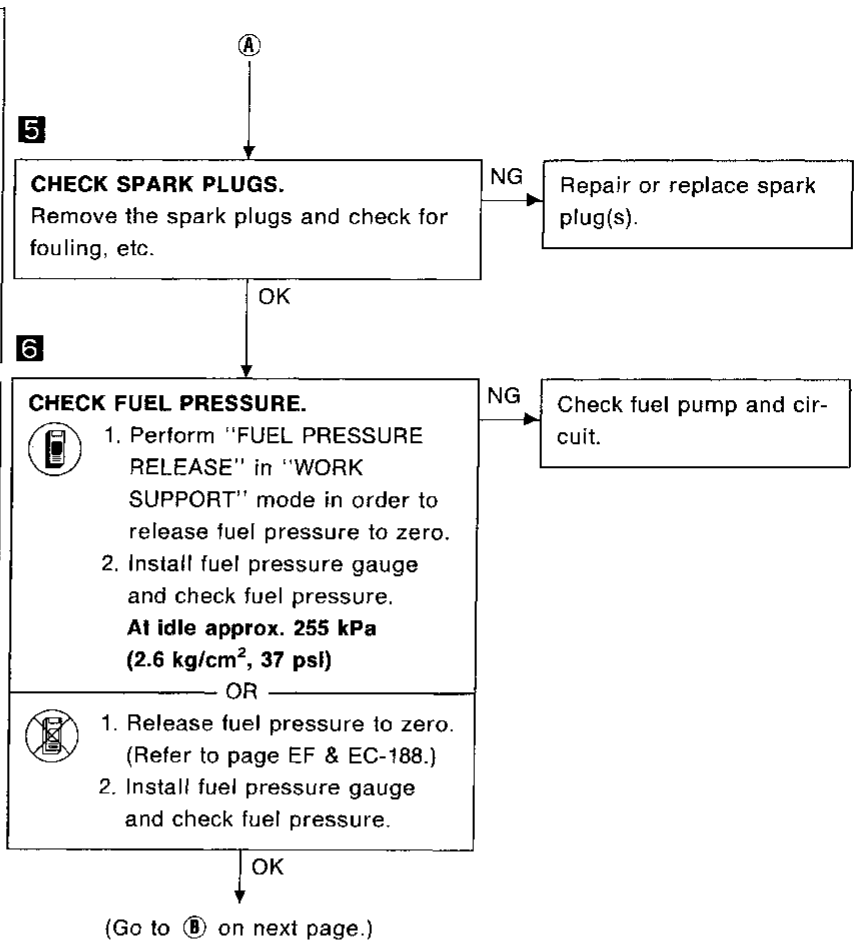 Ⓐ
5
CHECK SPARK PLUGS.
Remove the spark plugs and check for
fouling, etc.
NG
Repair or replace spark
plug(s).
OK
6
CHECK FUEL PRESSURE.
1. Perform "FUEL PRESSURE
RELEASE" in "WORK
SUPPORT" mode in order to
release fuel pressure to zero.
2. Install fuel pressure gauge
and check fuel pressure.
At idle approx. 255 kPa
(2.6 kg/cm², 37 psi)
NG
Check fuel pump and cir-
cuit.
OR
1. Release fuel pressure to zero.
(Refer to page EF & EC-188.)
2. Install fuel pressure gauge
and check fuel pressure.
OK
(Go to Ⓑ on next page.)